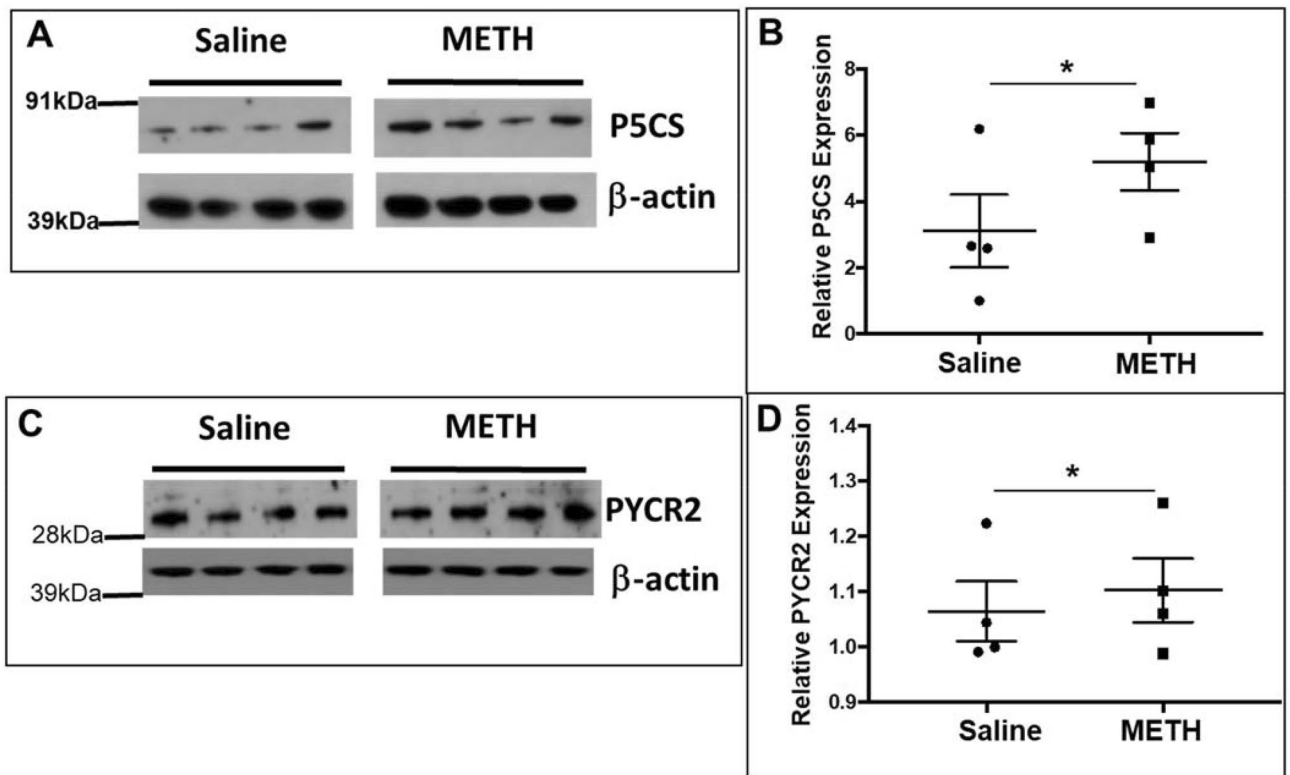 A
Saline
METH
91kDa
P5CS
39kDa
β-actin
B
Relative P5CS Expression
8
6
4
2
0
*
Saline
METH
C
Saline
METH
28kDa
PYCR2
39kDa
β-actin
D
Relative PYCR2 Expression
1.4
1.3
1.2
1.1
1.0
0.9
*
Saline
METH